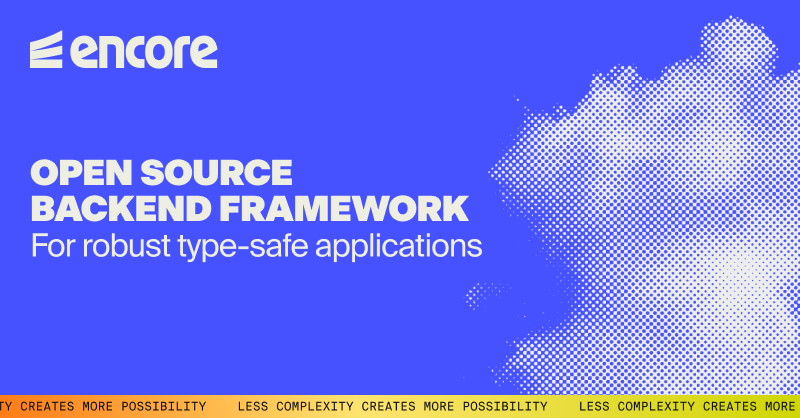 encore
OPEN SOURCE
BACKEND FRAMEWORK
For robust type-safe applications
TY CREATES MORE POSSIBILITY LESS COMPLEXITY CREATES MORE POSSIBILITY LESS COMPLEXITY CREATES MORE